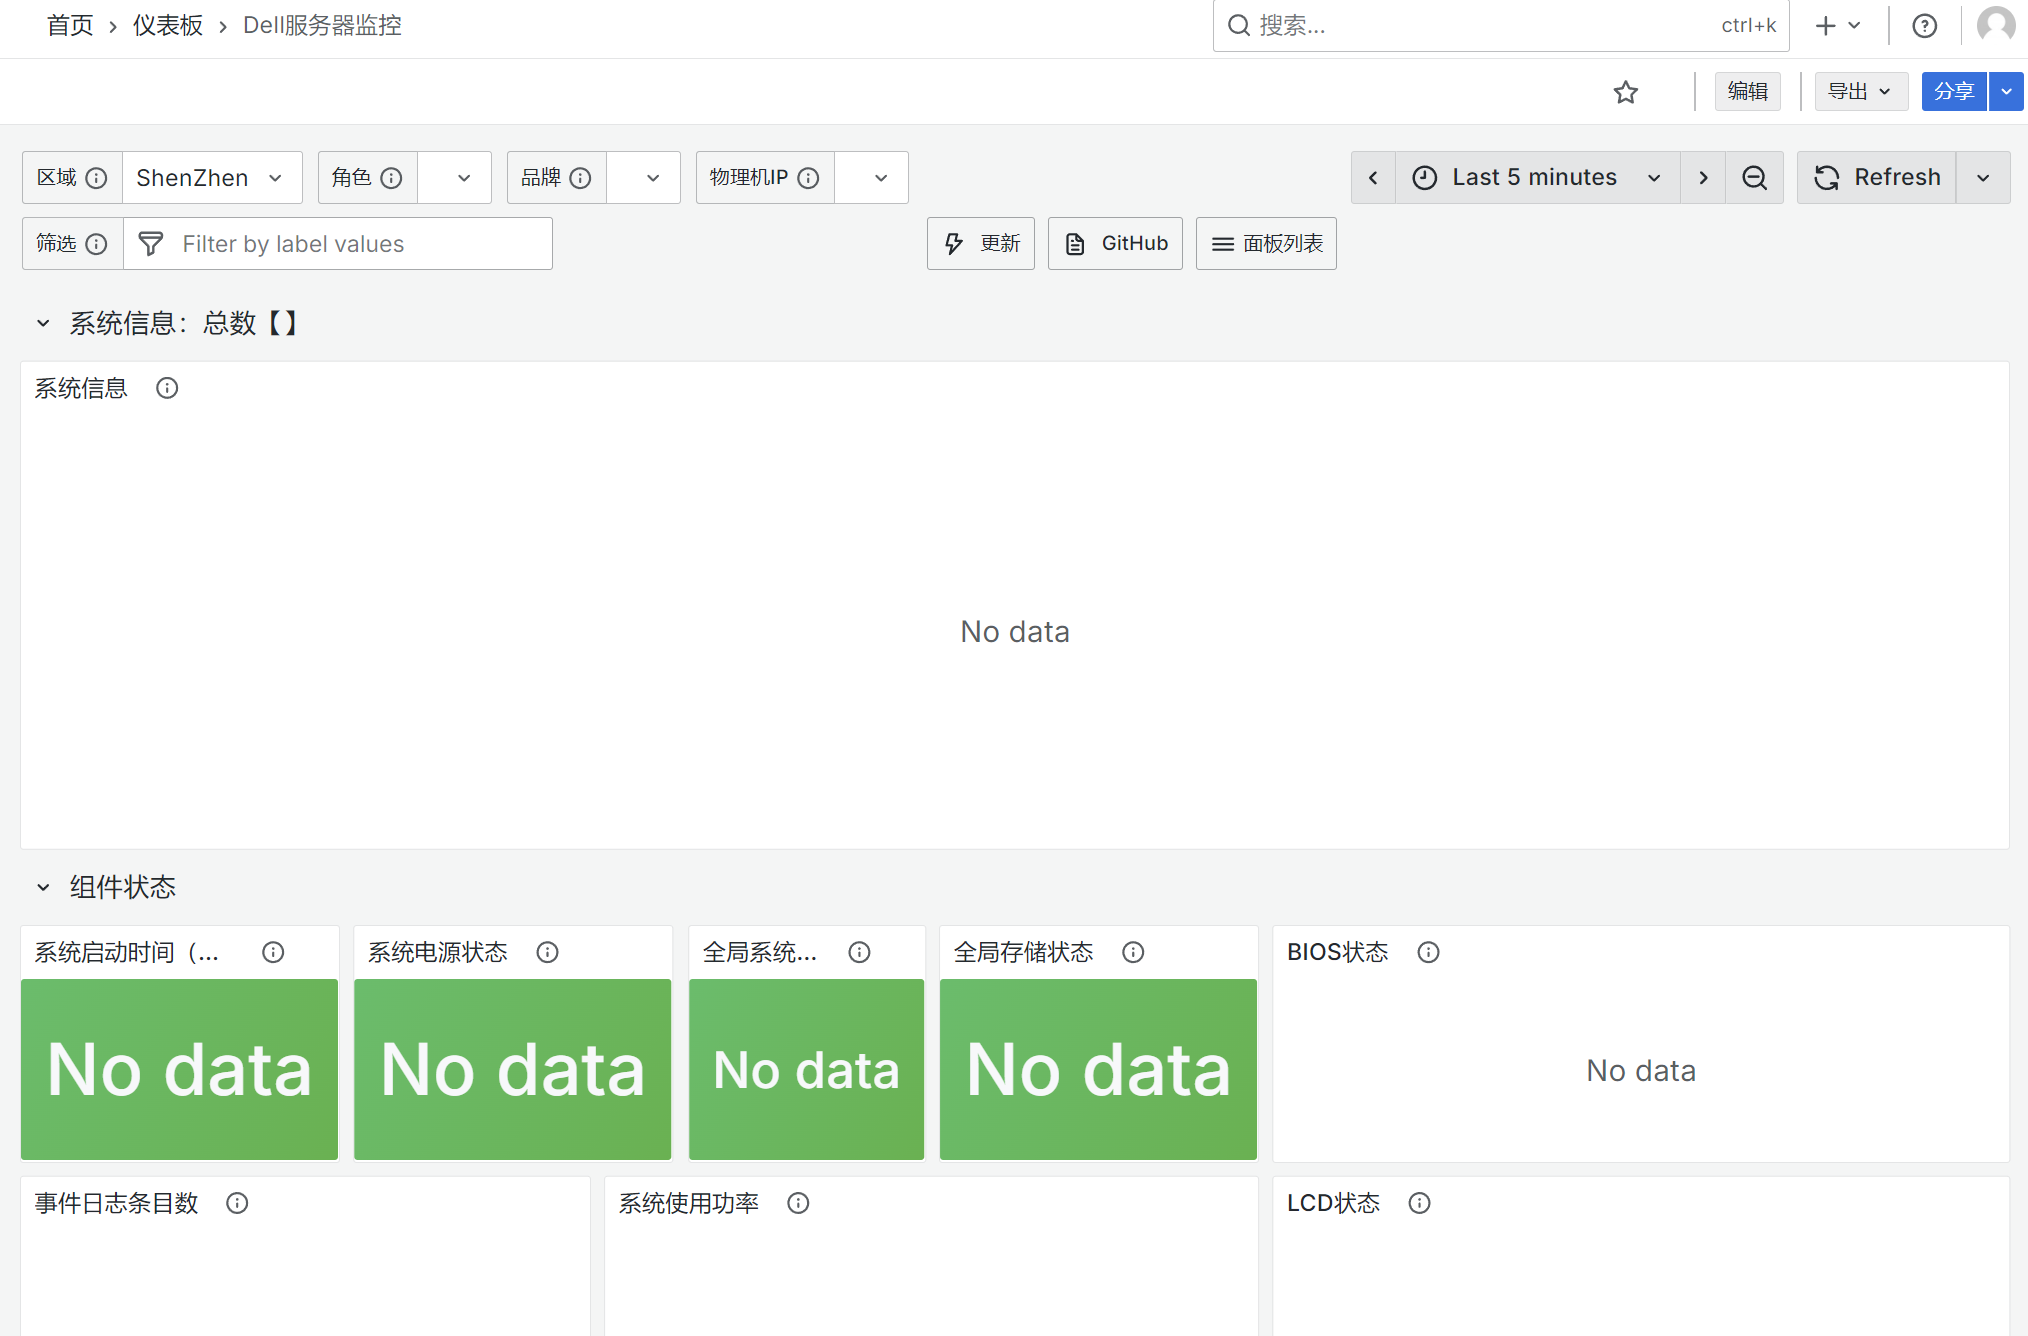 首页 › 仪表板 › Dell服务器监控
搜索... ctrl+k
编辑 导出 分享
区域 ShenZhen 角色 品牌 物理机IP Last 5 minutes Refresh
筛选 Filter by label values 更新 GitHub 面板列表
系统信息：总数【】
系统信息
No data
组件状态
系统启动时间（... 系统电源状态 全局系统... 全局存储状态 BIOS状态
No data No data No data No data No data
事件日志条目数 系统使用功率 LCD状态